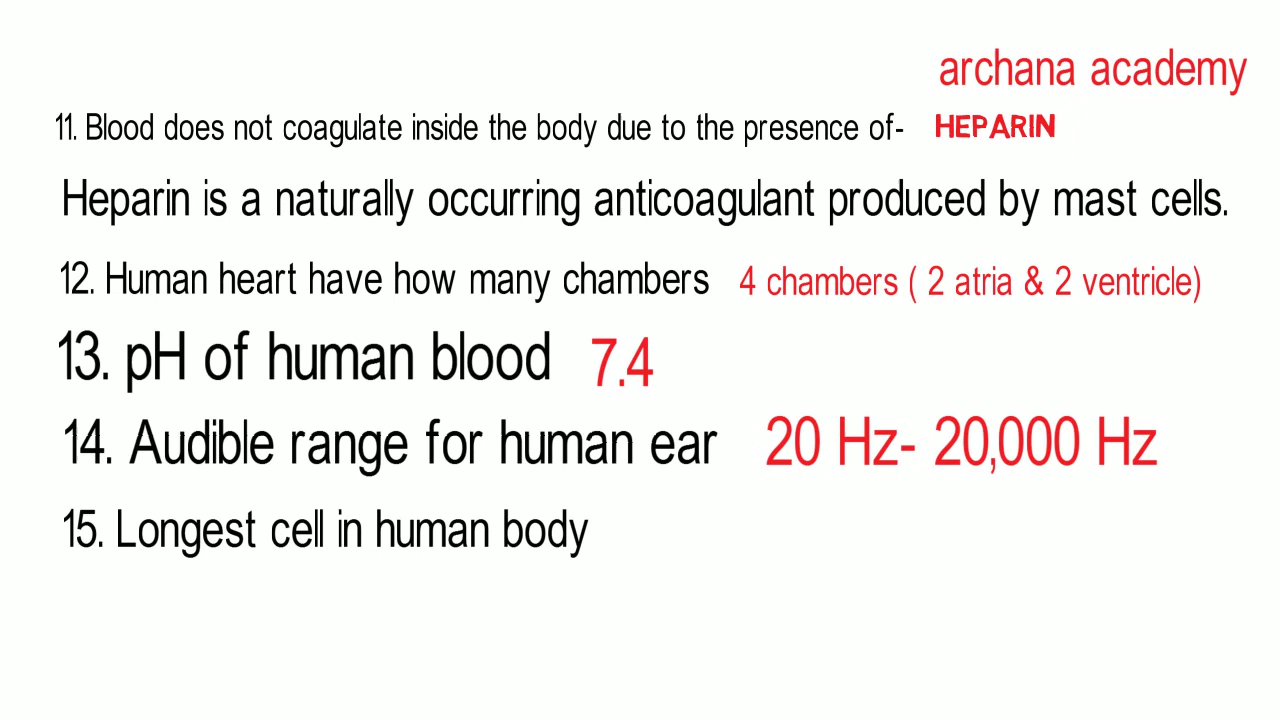 archana academy
11. Blood does not coagulate inside the body due to the presence of- HEPARIN
Heparin is a naturally occurring anticoagulant produced by mast cells.
12. Human heart have how many chambers 4 chambers ( 2 atria & 2 ventricle)
13. pH of human blood 7.4
14. Audible range for human ear 20 Hz- 20,000 Hz
15. Longest cell in human body